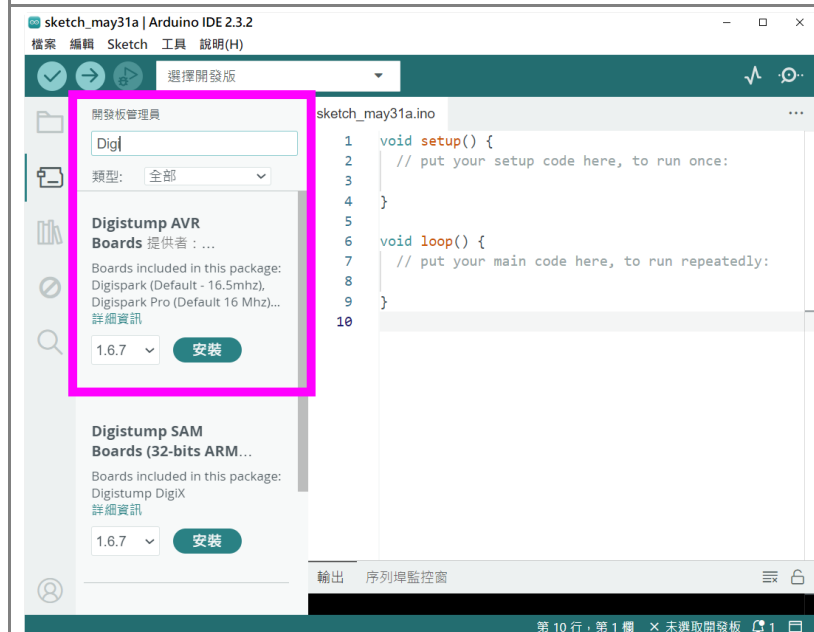 sketch_may31a | Arduino IDE 2.3.2
檔案 編輯 Sketch 工具 說明(H)
選擇開發版
開發板管理員
Digi
類型: 全部
Digistump AVR
Boards 提供者：...
Boards included in this package:
Digispark (Default - 16.5mhz),
Digispark Pro (Default 16 Mhz)...
詳細資訊
1.6.7 安裝
Digistump SAM
Boards (32-bits ARM...
Boards included in this package:
Digistump DigiX
詳細資訊
1.6.7 安裝
sketch_may31a.ino
1 void setup() {
2 // put your setup code here, to run once:
3
4 }
5
6 void loop() {
7 // put your main code here, to run repeatedly:
8
9 }
10
輸出 序列埠監控窗
第 10 行，第 1 欄 × 未選取開發板 1